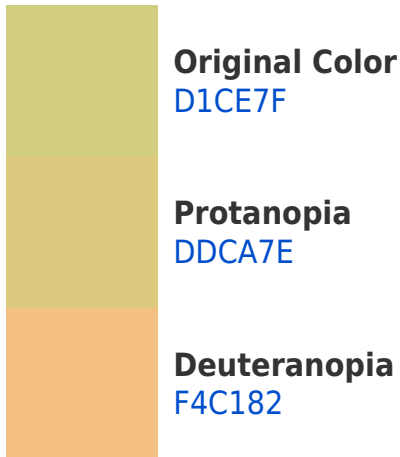 Original Color
D1CE7F
Protanopia
DDCA7E
Deuteranopia
F4C182